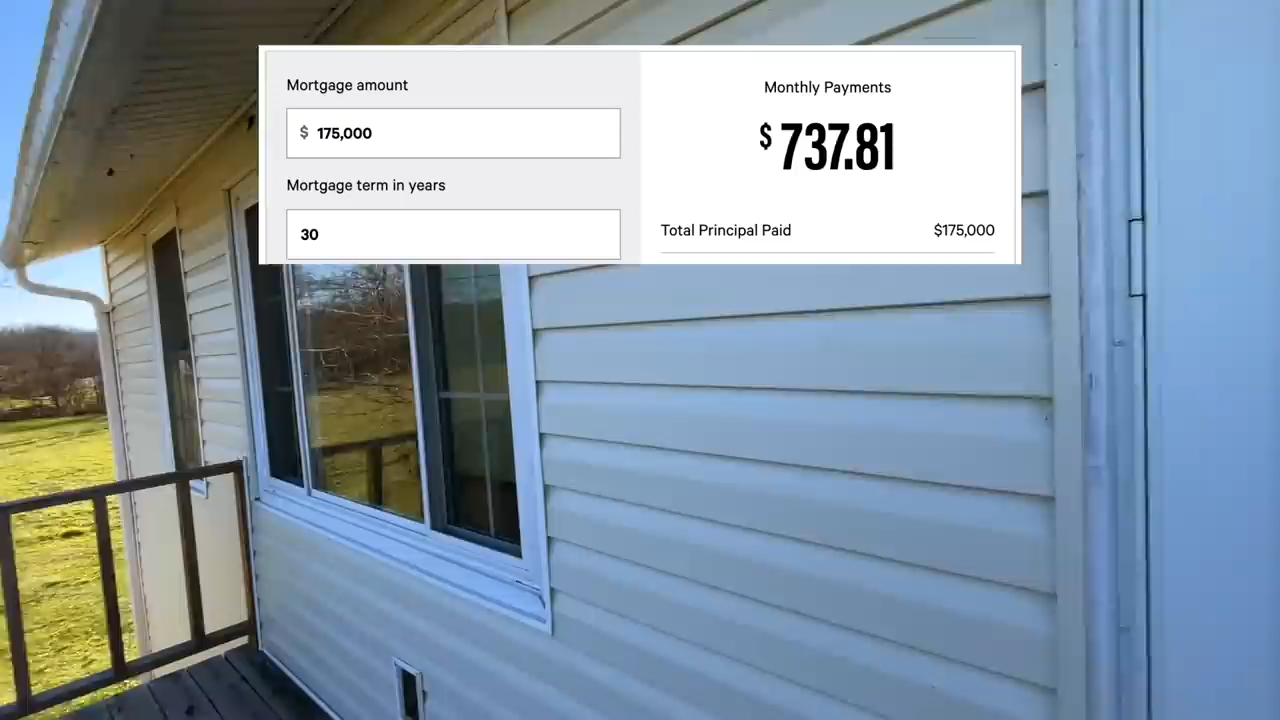 Mortgage amount
$ 175,000
Mortgage term in years
30
Monthly Payments
$737.81
Total Principal Paid $175,000